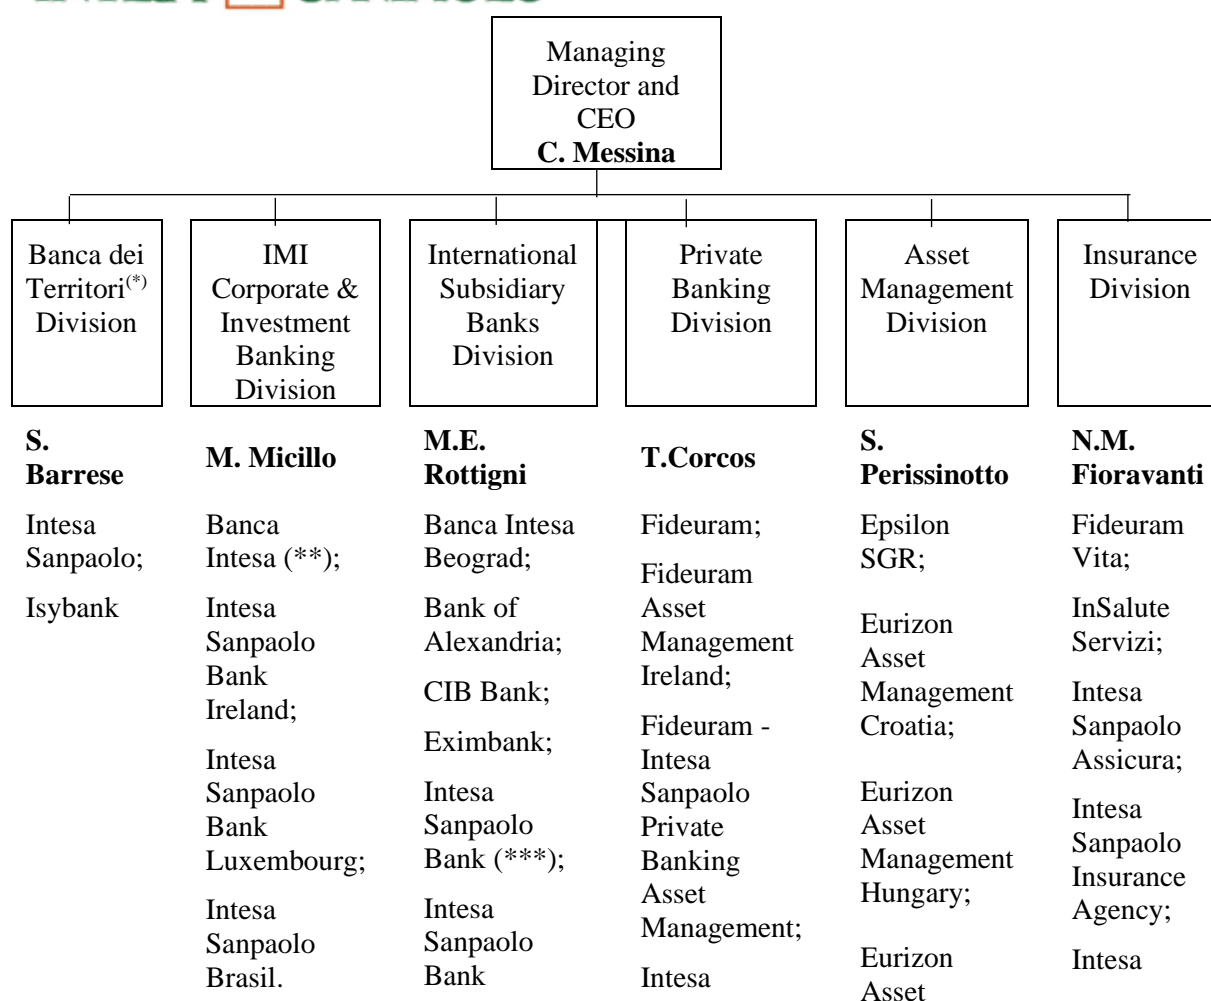 Managing
Director and
CEO
C. Messina
Banca dei
Territori(*)
Division
IMI
Corporate &
Investment
Banking
Division
International
Subsidiary
Banks
Division
Private
Banking
Division
Asset
Management
Division
Insurance
Division
S.
Barrese
M. Micillo
M.E.
Rottigni
T.Corcos
S.
Perissinotto
N.M.
Fioravanti
Intesa
Sanpaolo;
Isybank
Banca
Intesa (**);
Intesa
Sanpaolo
Bank
Ireland;
Intesa
Sanpaolo
Bank
Luxembourg;
Intesa
Sanpaolo
Brasil.
Banca Intesa
Beograd;
Bank of
Alexandria;
CIB Bank;
Eximbank;
Intesa
Sanpaolo
Bank (***);
Intesa
Sanpaolo
Bank
Fideuram;
Fideuram
Asset
Management
Ireland;
Fideuram -
Intesa
Sanpaolo
Private
Banking
Asset
Management;
Intesa
Epsilon
SGR;
Eurizon
Asset
Management
Croatia;
Eurizon
Asset
Management
Hungary;
Eurizon
Asset
Fideuram
Vita;
InSalute
Servizi;
Intesa
Sanpaolo
Assicura;
Intesa
Sanpaolo
Insurance
Agency;
Intesa